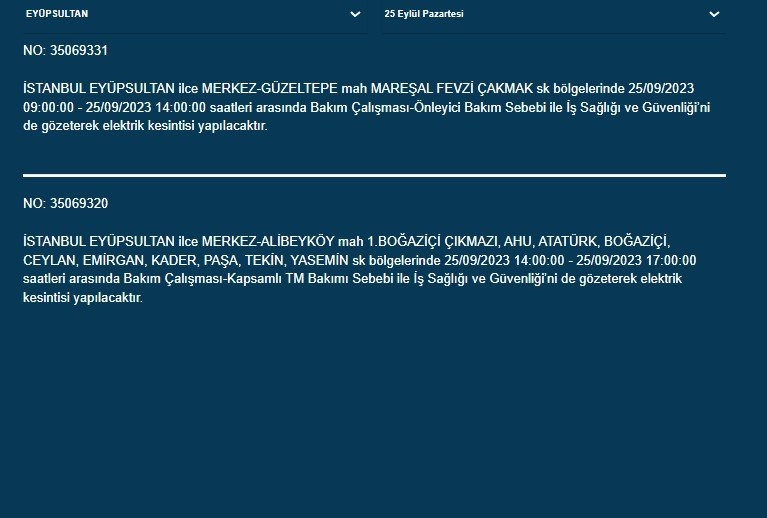 EYÜPSULTAN
25 Eylül Pazartesi
NO: 35069331
İSTANBUL EYÜPSULTAN ilce MERKEZ-GÜZELTEPE mah MAREŞAL FEVZİ ÇAKMAK sk bölgelerinde 25/09/2023
09:00:00 - 25/09/2023 14:00:00 saatleri arasında Bakım Çalışması-Önleyici Bakım Sebebi ile İş Sağlığı ve Güvenliği'ni
de gözeterek elektrik kesintisi yapılacaktır.
NO: 35069320
İSTANBUL EYÜPSULTAN ilce MERKEZ-ALİBEYKÖY mah 1.BOĞAZİÇİ ÇIKMAZI, AHU, ATATÜRK, BOĞAZİÇİ,
CEYLAN, EMİRGAN, KADER, PAŞA, TEKİN, YASEMİN sk bölgelerinde 25/09/2023 14:00:00 - 25/09/2023 17:00:00
saatleri arasında Bakım Çalışması-Kapsamlı TM Bakımı Sebebi ile İş Sağlığı ve Güvenliği'ni de gözeterek elektrik
kesintisi yapılacaktır.